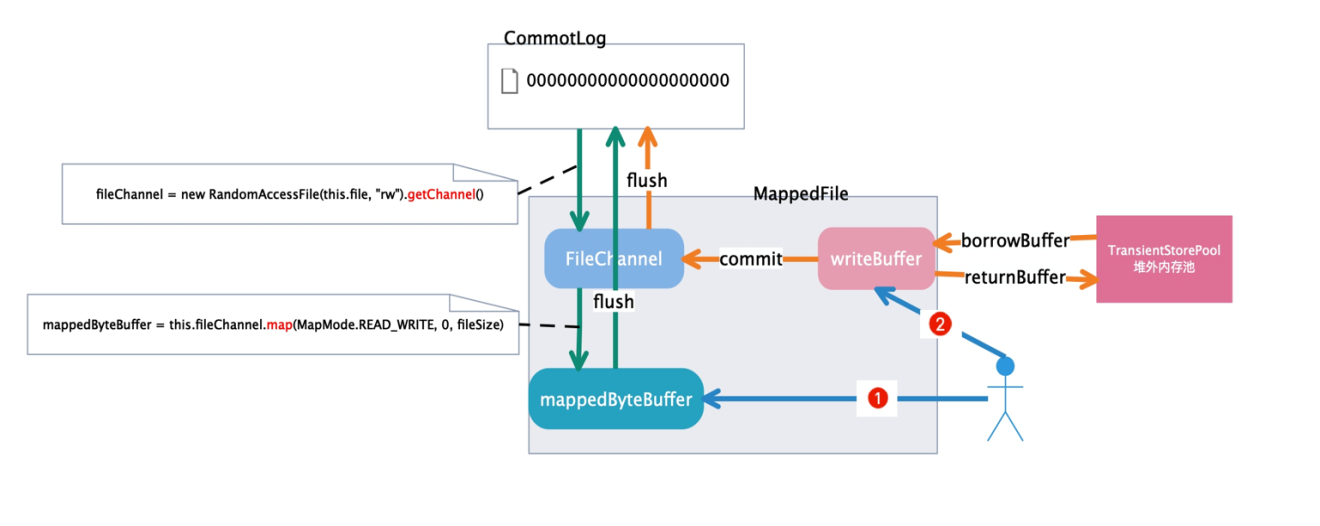 CommotLog
00000000000000000000
fileChannel = new RandomAccessFile(this.file, "rw").getChannel()
flush
MappedFile
borrowBuffer
TransientStorePool
堆外内存池
FileChannel
commit
writeBuffer
returnBuffer
flush
mappedByteBuffer = this.fileChannel.map(MapMode.READ_WRITE, 0, fileSize)
2
mappedByteBuffer
1